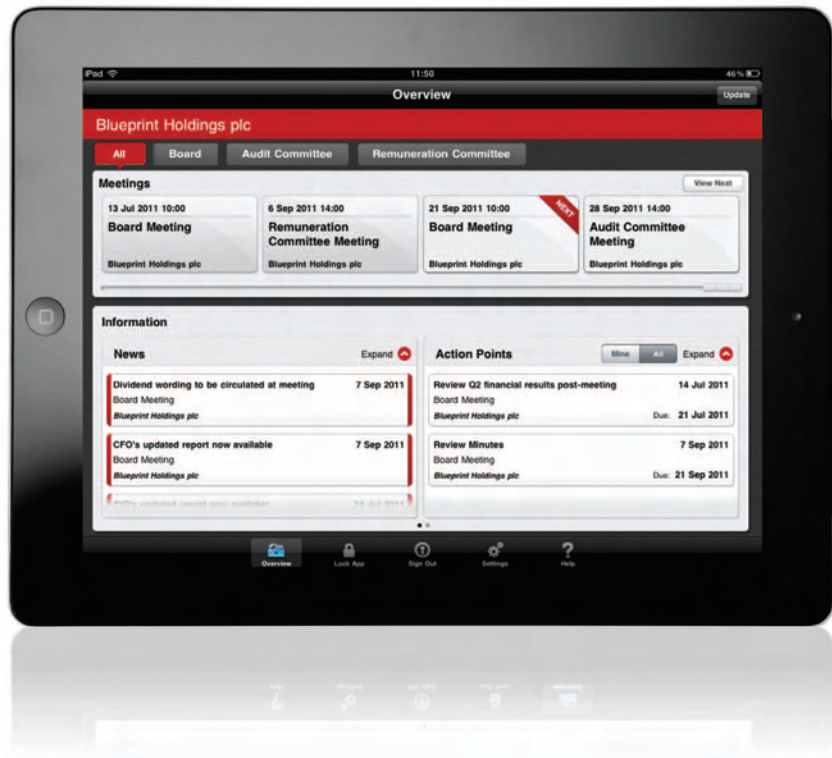 iPad 11:50 46%
Overview Update
Blueprint Holdings plc
All Board Audit Committee Remuneration Committee
Meetings View Next
13 Jul 2011 10:00
Board Meeting
Blueprint Holdings plc
6 Sep 2011 14:00
Remuneration
Committee Meeting
Blueprint Holdings plc
21 Sep 2011 10:00
NEXT
Board Meeting
Blueprint Holdings plc
28 Sep 2011 14:00
Audit Committee
Meeting
Blueprint Holdings plc
Information
News Expand
Dividend wording to be circulated at meeting 7 Sep 2011
Board Meeting
Blueprint Holdings plc
CFO's updated report now available 7 Sep 2011
Board Meeting
Blueprint Holdings plc
updated report now available 14 Jul 2011
Action Points Mine All Expand
Review Q2 financial results post-meeting 14 Jul 2011
Board Meeting
Blueprint Holdings plc Due: 21 Jul 2011
Review Minutes 7 Sep 2011
Board Meeting
Blueprint Holdings plc Due: 21 Sep 2011
Overview Lock App Sign Out Settings Help